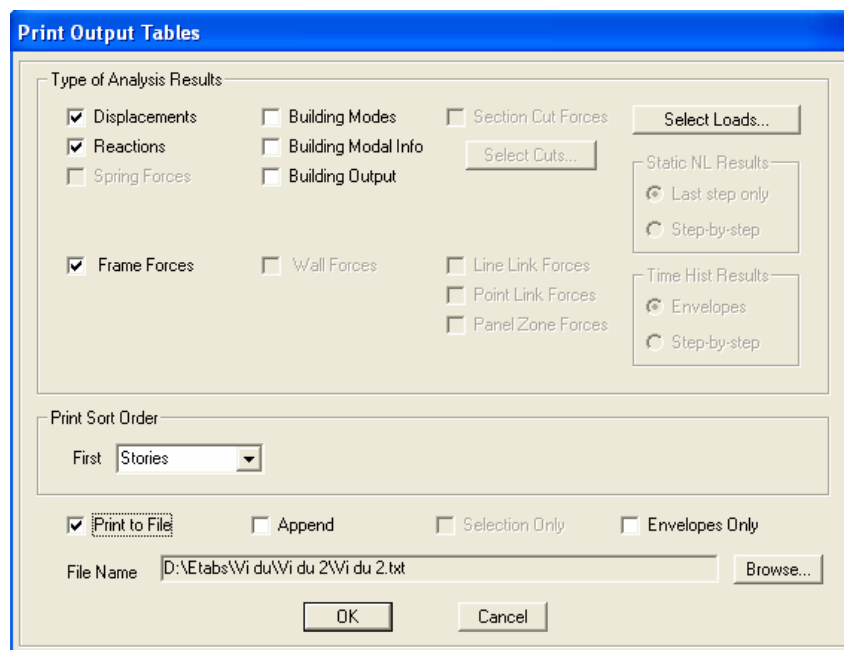 Print Output Tables
Type of Analysis Results
Displacements Building Modes Section Cut Forces Select Loads...
Reactions Building Modal Info Select Cuts... Static NL Results
Spring Forces Building Output Last step only
Step-by-step
Frame Forces Wall Forces Line Link Forces Time Hist Results
Point Link Forces Envelopes
Panel Zone Forces Step-by-step
Print Sort Order
First Stories
Print to File Append Selection Only Envelopes Only
File Name D:\Etabs\Vi du\Vi du 2\Vi du 2.txt Browse...
OK Cancel